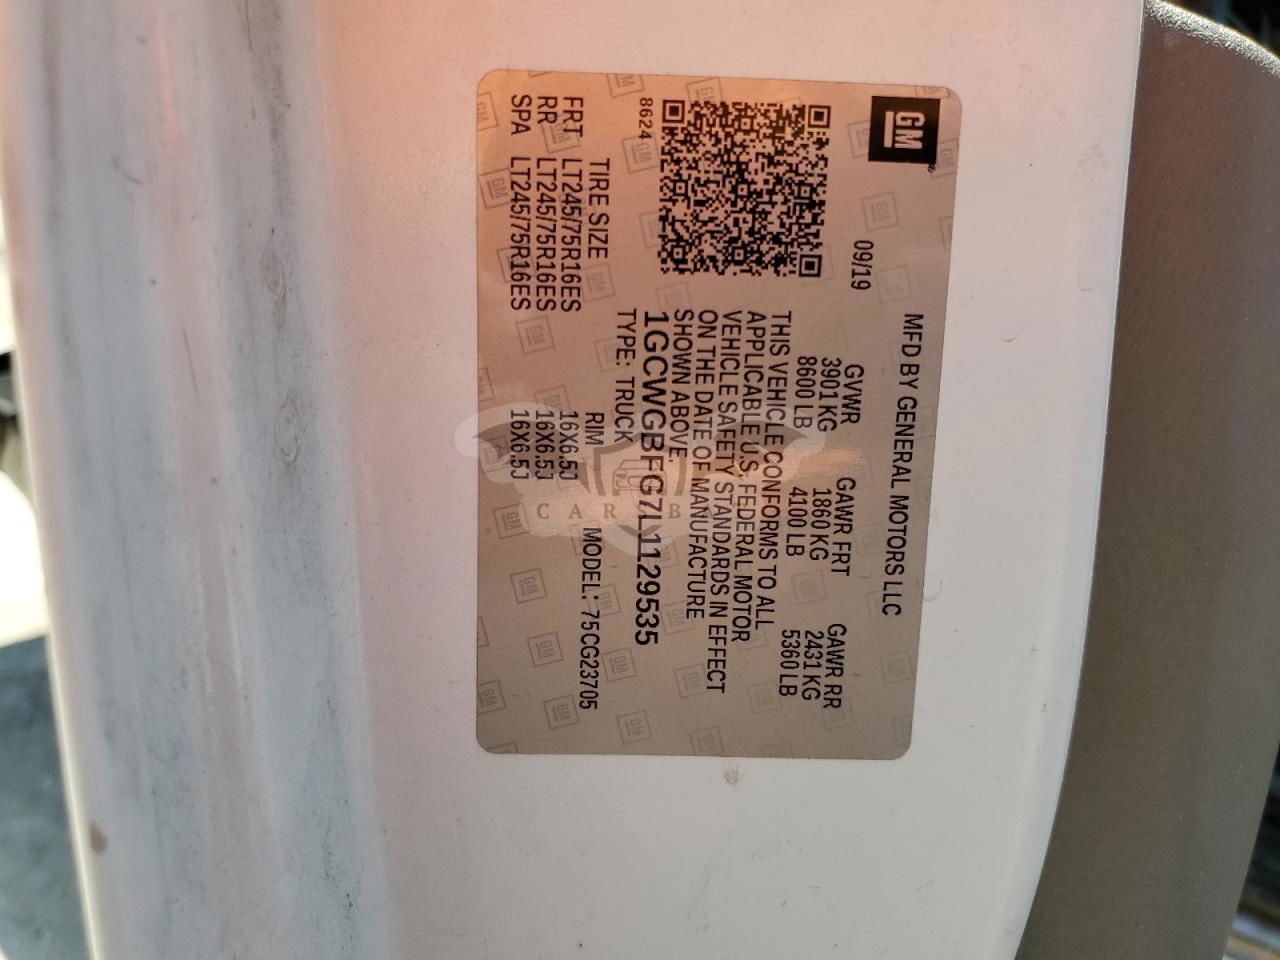 GM
MFD BY GENERAL MOTORS LLC
09/19
GVWR GAWR FRT GAWR RR
3901 KG 1860 KG 2431 KG
8600 LB 4100 LB 5360 LB
THIS VEHICLE CONFORMS TO ALL
APPLICABLE U.S. FEDERAL MOTOR
VEHICLE SAFETY STANDARDS IN EFFECT
ON THE DATE OF MANUFACTURE
SHOWN ABOVE.
8624
1GCWGBFG7L1129535
TYPE: TRUCK
MODEL: 75CG23705
TIRE SIZE RIM
FRT LT245/75R16ES 16X6.5J
RR LT245/75R16ES 16X6.5J
SPA LT245/75R16ES 16X6.5J